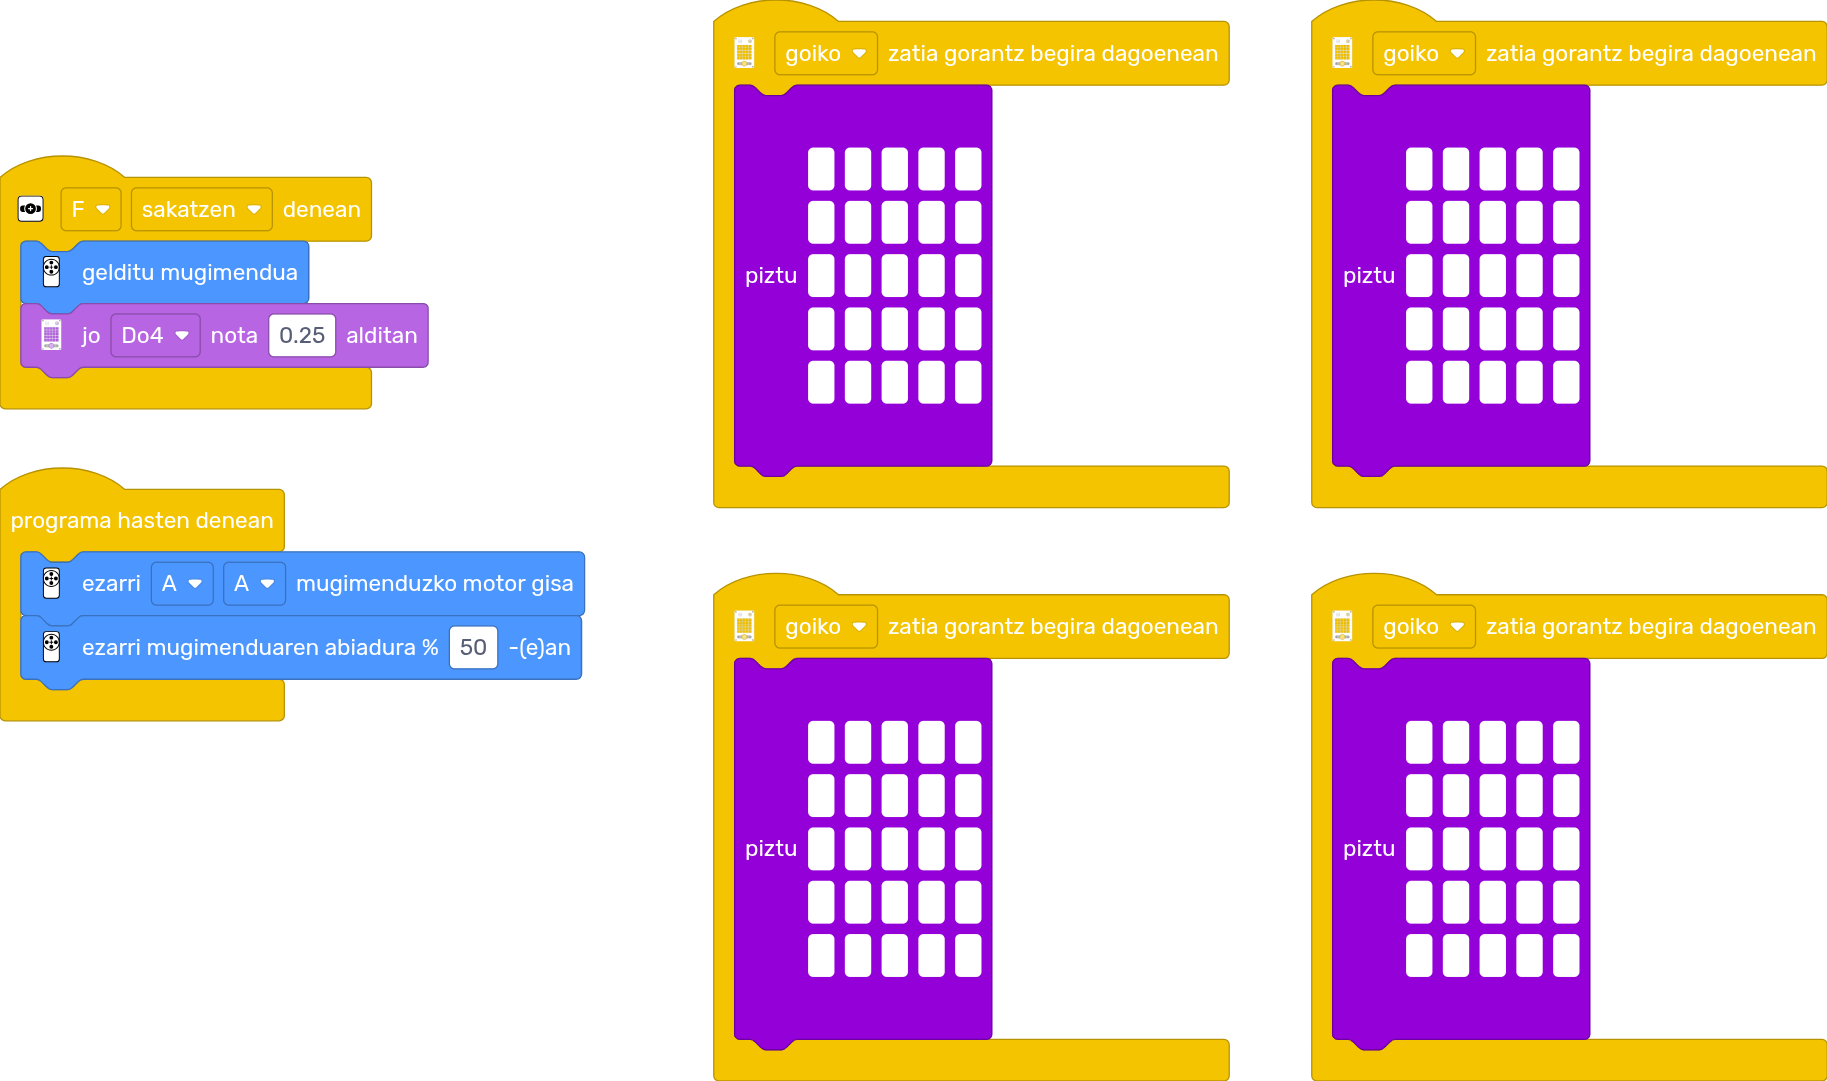 F sakatzen denean
gelditu mugimendua
jo Do4 nota 0.25 alditan
programa hasten denean
ezarri A A mugimenduzko motor gisa
ezarri mugimenduaren abiadura % 50 -(e)an
goiko zatia gorantz begira dagoenean
piztu
goiko zatia gorantz begira dagoenean
piztu
goiko zatia gorantz begira dagoenean
piztu
goiko zatia gorantz begira dagoenean
piztu